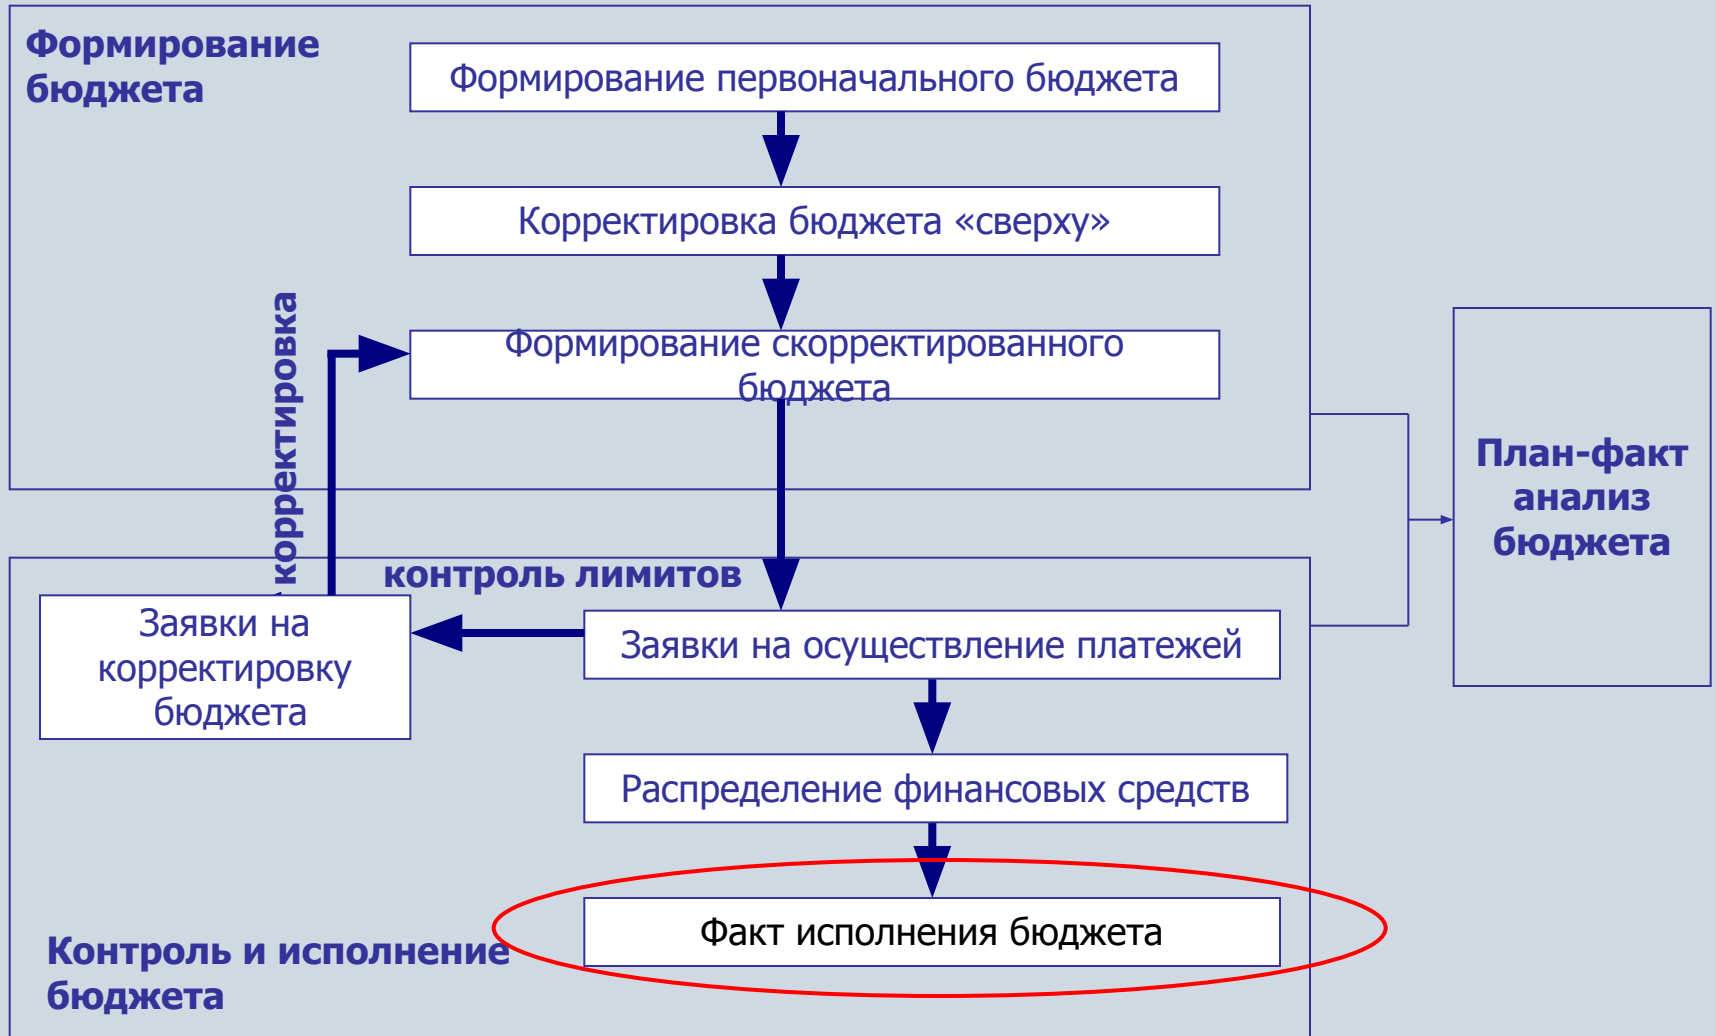 Формирование
бюджета
Формирование первоначального бюджета
Корректировка бюджета «сверху»
Формирование скорректированного
бюджета
корректировка
План-факт
анализ
бюджета
контроль лимитов
Заявки на
корректировку
бюджета
Заявки на осуществление платежей
Распределение финансовых средств
Факт исполнения бюджета
Контроль и исполнение
бюджета